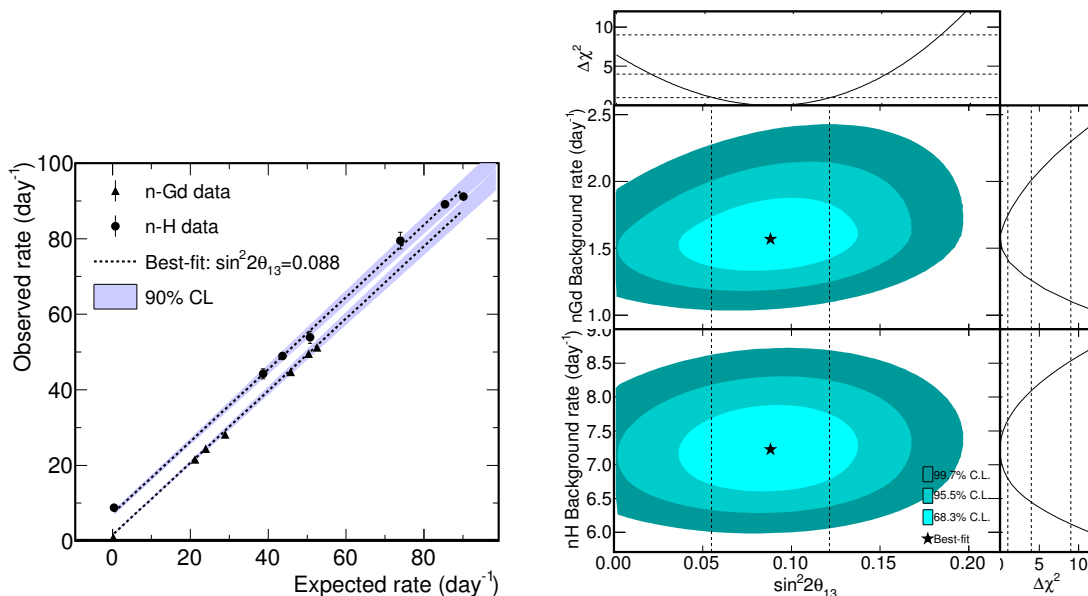 Observed rate (day⁻¹)
100
80
60
40
20
0
n-Gd data
n-H data
Best-fit: sin²2θ₁₃=0.088
90% CL
0 20 40 60 80
Expected rate (day⁻¹)
Δχ²
10
5
0
nGd Background rate (day⁻¹)
2.5
2.0
1.5
1.0
nH Background rate (day⁻¹)
9.0
8.5
8.0
7.5
7.0
6.5
6.0
99.7% C.L.
95.5% C.L.
68.3% C.L.
Best-fit
0.00 0.05 0.10 0.15 0.20
sin²2θ₁₃
0 5 10
Δχ²